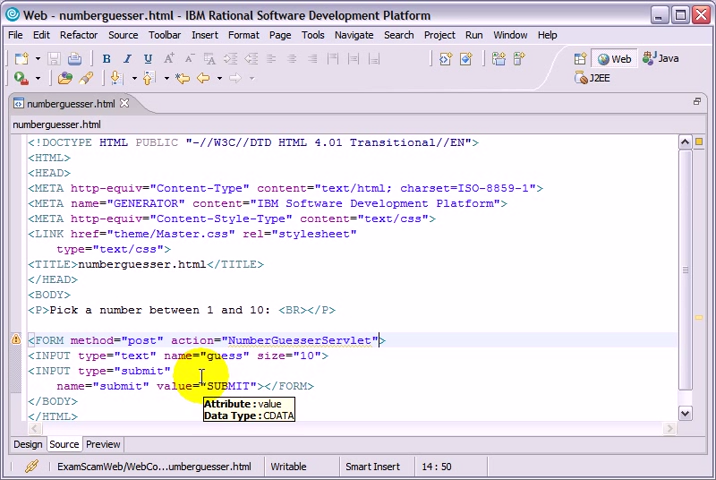 Web - numberguesser.html - IBM Rational Software Development Platform
File Edit Source Toolbar Insert Format Page Tools Navigate Search Project Run Window Help
B I U A A
Web Java
J2EE
numberguesser.html
numberguesser.html
<!DOCTYPE HTML PUBLIC "-//W3C//DTD HTML 4.01 Transitional//EN">
<HTML>
<HEAD>
<META http-equiv="Content-Type" content="text/html; charset=ISO-8859-1">
<META name="GENERATOR" content="IBM Software Development Platform">
<META http-equiv="Content-Style-Type" content="text/css">
<LINK href="theme/Master.css" rel="stylesheet"
type="text/css">
<TITLE>numberguesser.html</TITLE>
</HEAD>
<BODY>
<P>Pick a number between 1 and 10: <BR></P>
<FORM method="post" action="NumberGuesserServlet">
<INPUT type="text" name="guess" size="10">
<INPUT type="submit"
name="submit" value="SUBMIT"></FORM>
</BODY>
Attribute : value
Data Type : CDATA
</HTML>
Design Source Preview
ExamScamWeb/WebCo...umberguesser.html Writable Smart Insert 14 : 50